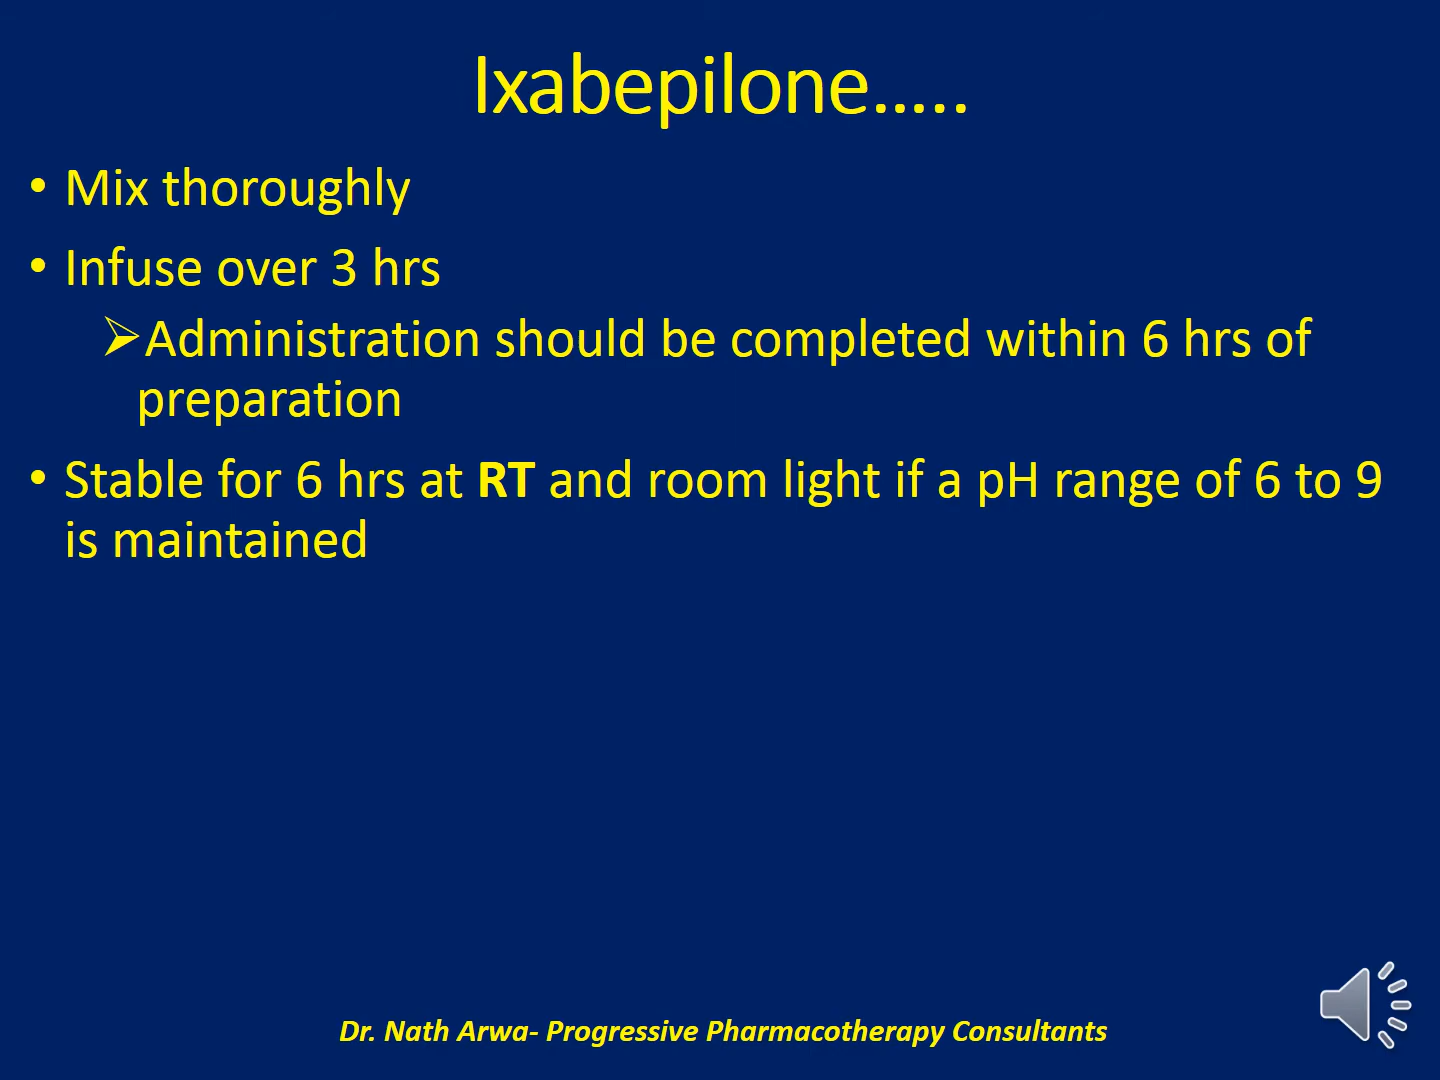 Ixabepilone.....
• Mix thoroughly
• Infuse over 3 hrs
➢Administration should be completed within 6 hrs of
preparation
• Stable for 6 hrs at RT and room light if a pH range of 6 to 9
is maintained
Dr. Nath Arwa- Progressive Pharmacotherapy Consultants